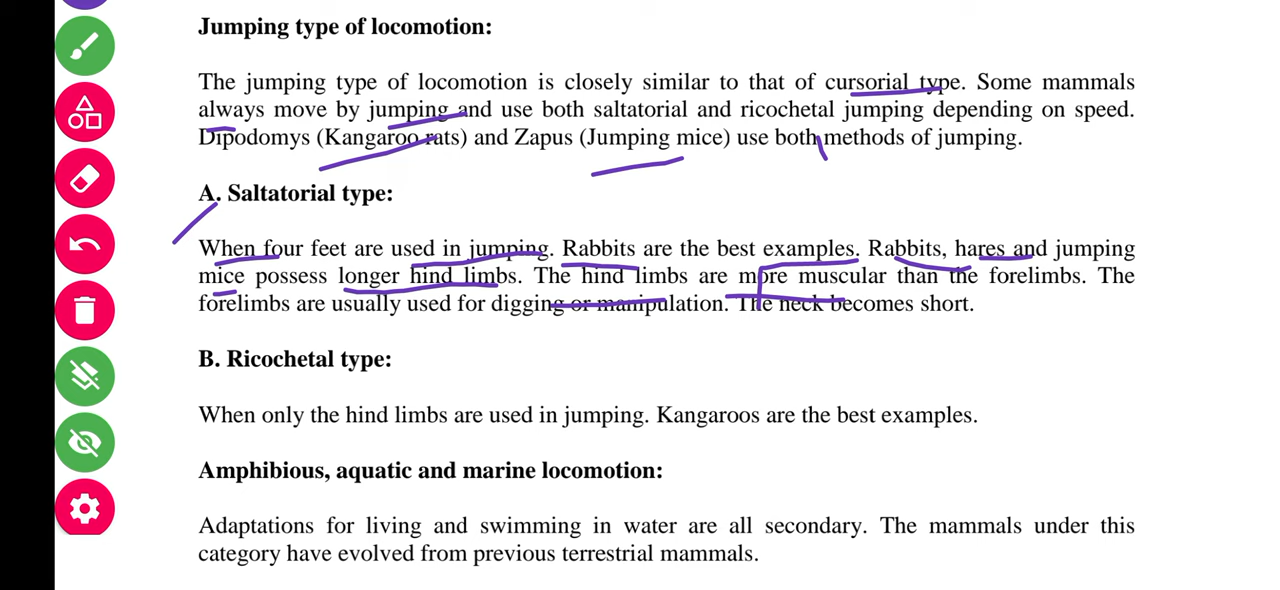 Jumping type of locomotion:
The jumping type of locomotion is closely similar to that of cursorial type. Some mammals
always move by jumping and use both saltatorial and ricochetal jumping depending on speed.
Dipodomys (Kangaroo rats) and Zapus (Jumping mice) use both methods of jumping.
A. Saltatorial type:
When four feet are used in jumping. Rabbits are the best examples. Rabbits, hares and jumping
mice possess longer hind limbs. The hind limbs are more muscular than the forelimbs. The
forelimbs are usually used for digging or manipulation. The neck becomes short.
B. Ricochetal type:
When only the hind limbs are used in jumping. Kangaroos are the best examples.
Amphibious, aquatic and marine locomotion:
Adaptations for living and swimming in water are all secondary. The mammals under this
category have evolved from previous terrestrial mammals.